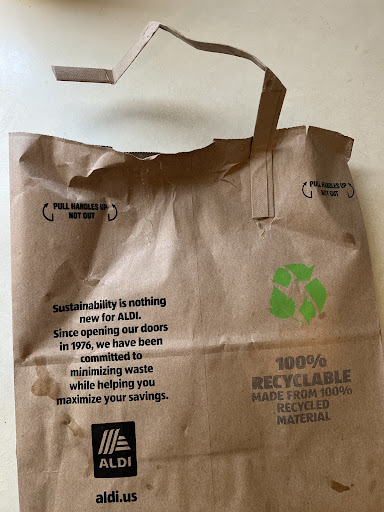 PULL HANDLES UP
NOT OUT
PULL HANDLES UP
NOT OUT
Sustainability is nothing
new for ALDI.
Since opening our doors
in 1976, we have been
committed to
minimizing waste
while helping you
maximize your savings.
100%
RECYCLABLE
MADE FROM 100%
RECYCLED
MATERIAL
ALDI
aldi.us